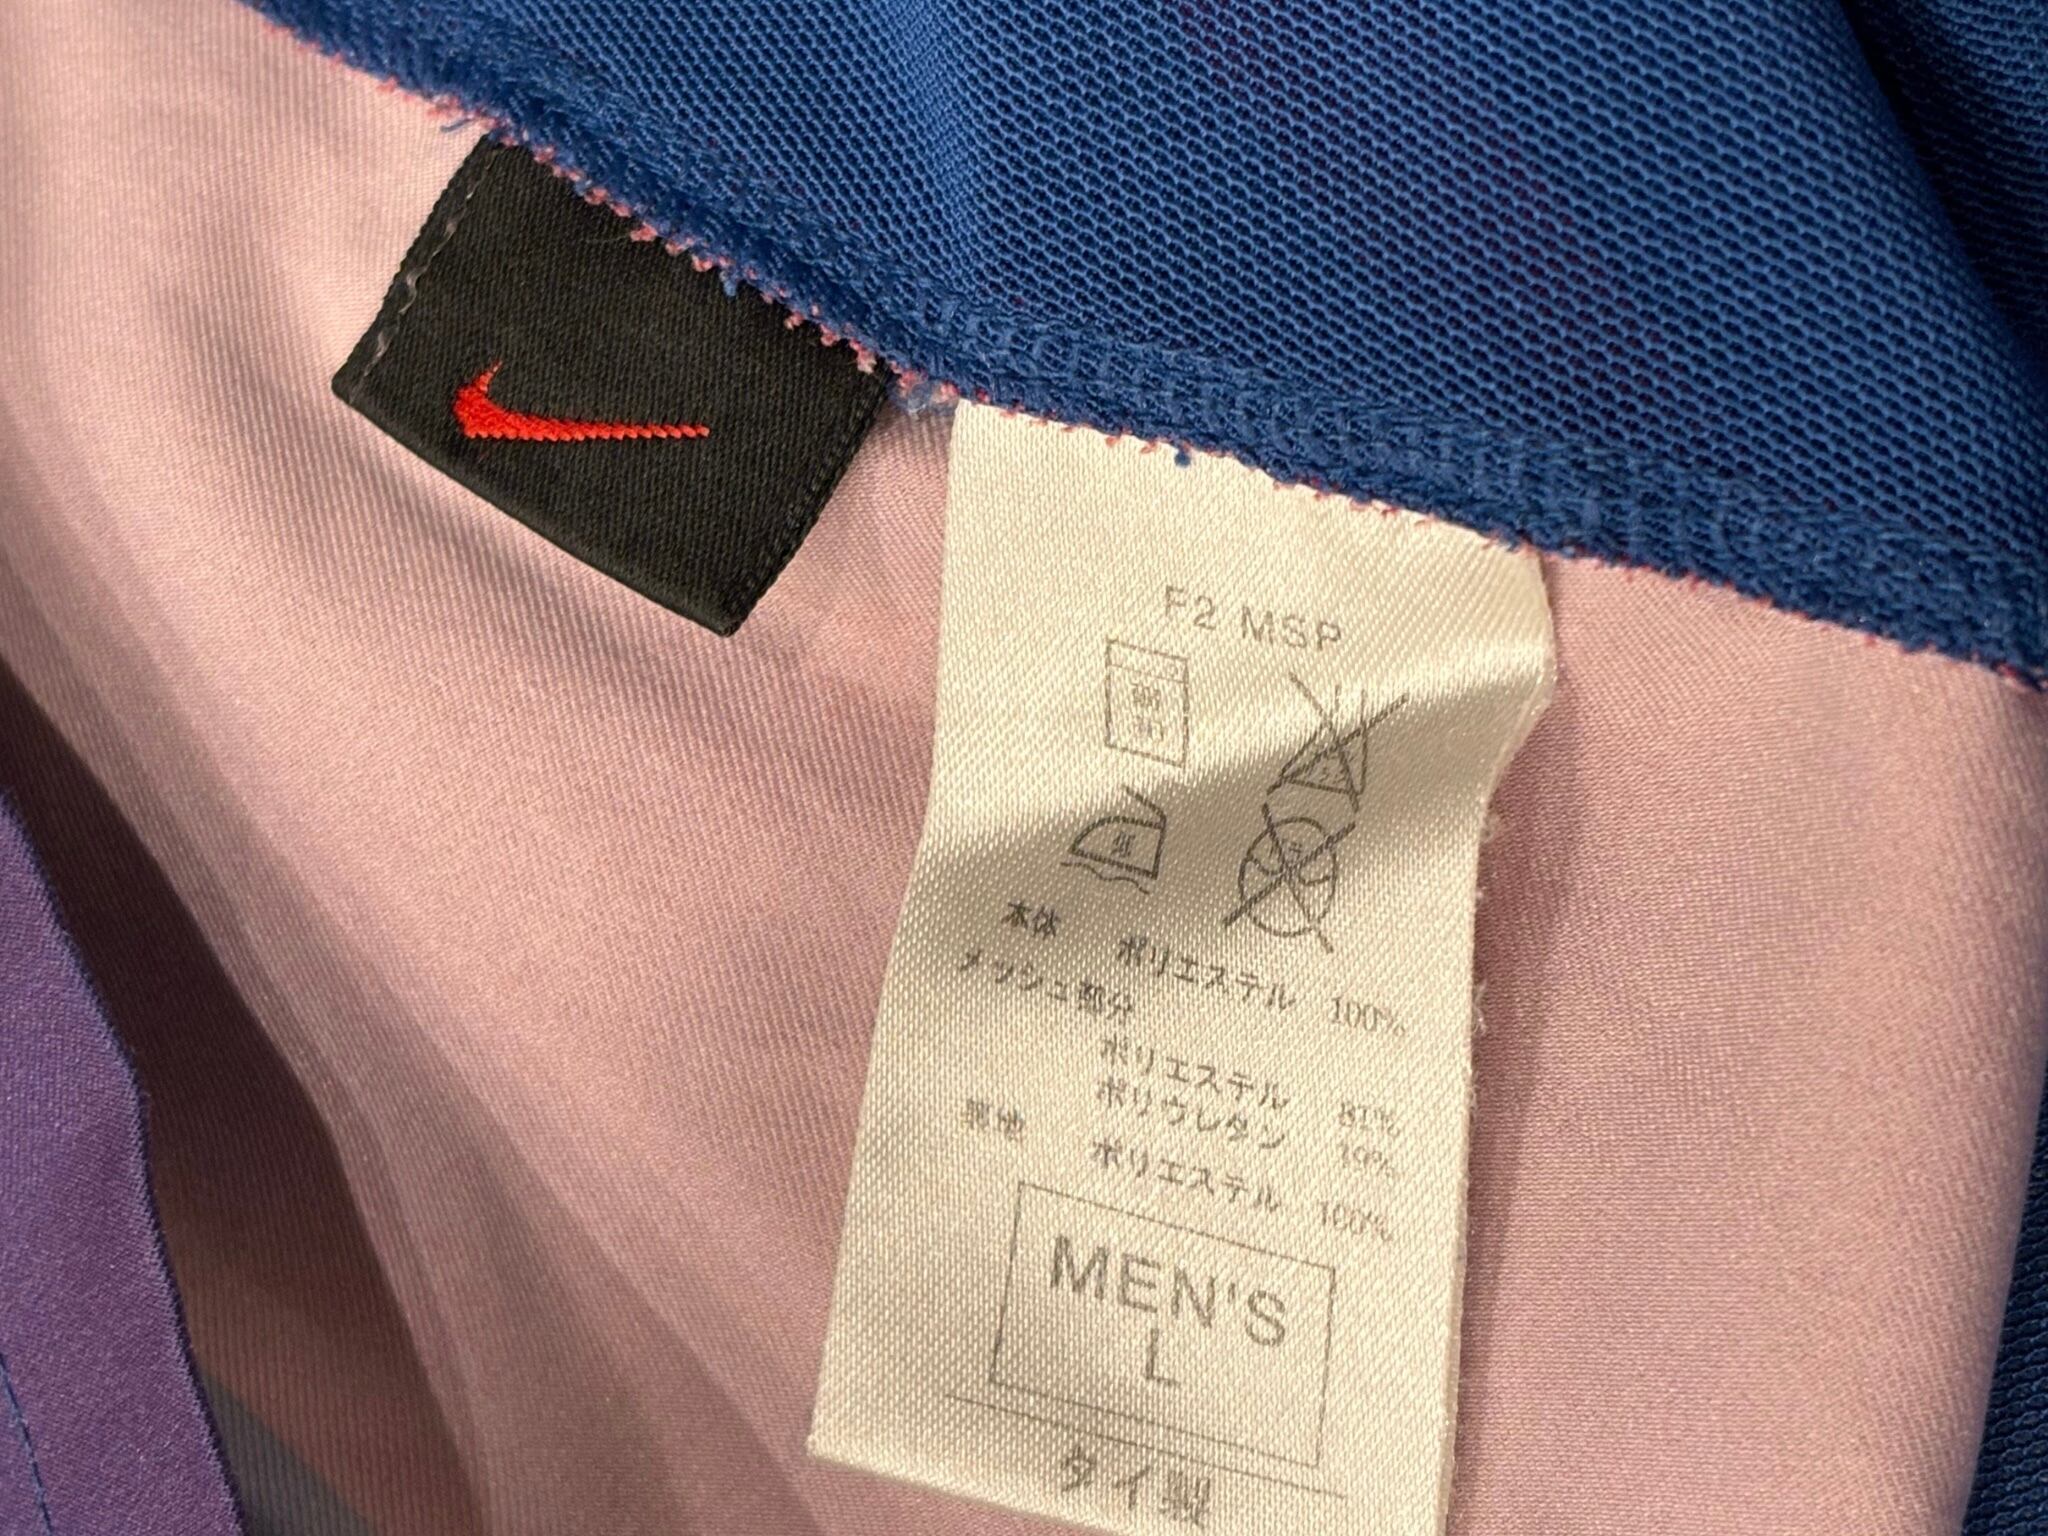 F2 MSP
本体 ポリエステル 100%
メッシュ部分
ポリエステル 81%
ポリウレタン 19%
裏地 ポリエステル 100%
MEN'S
L
タイ製